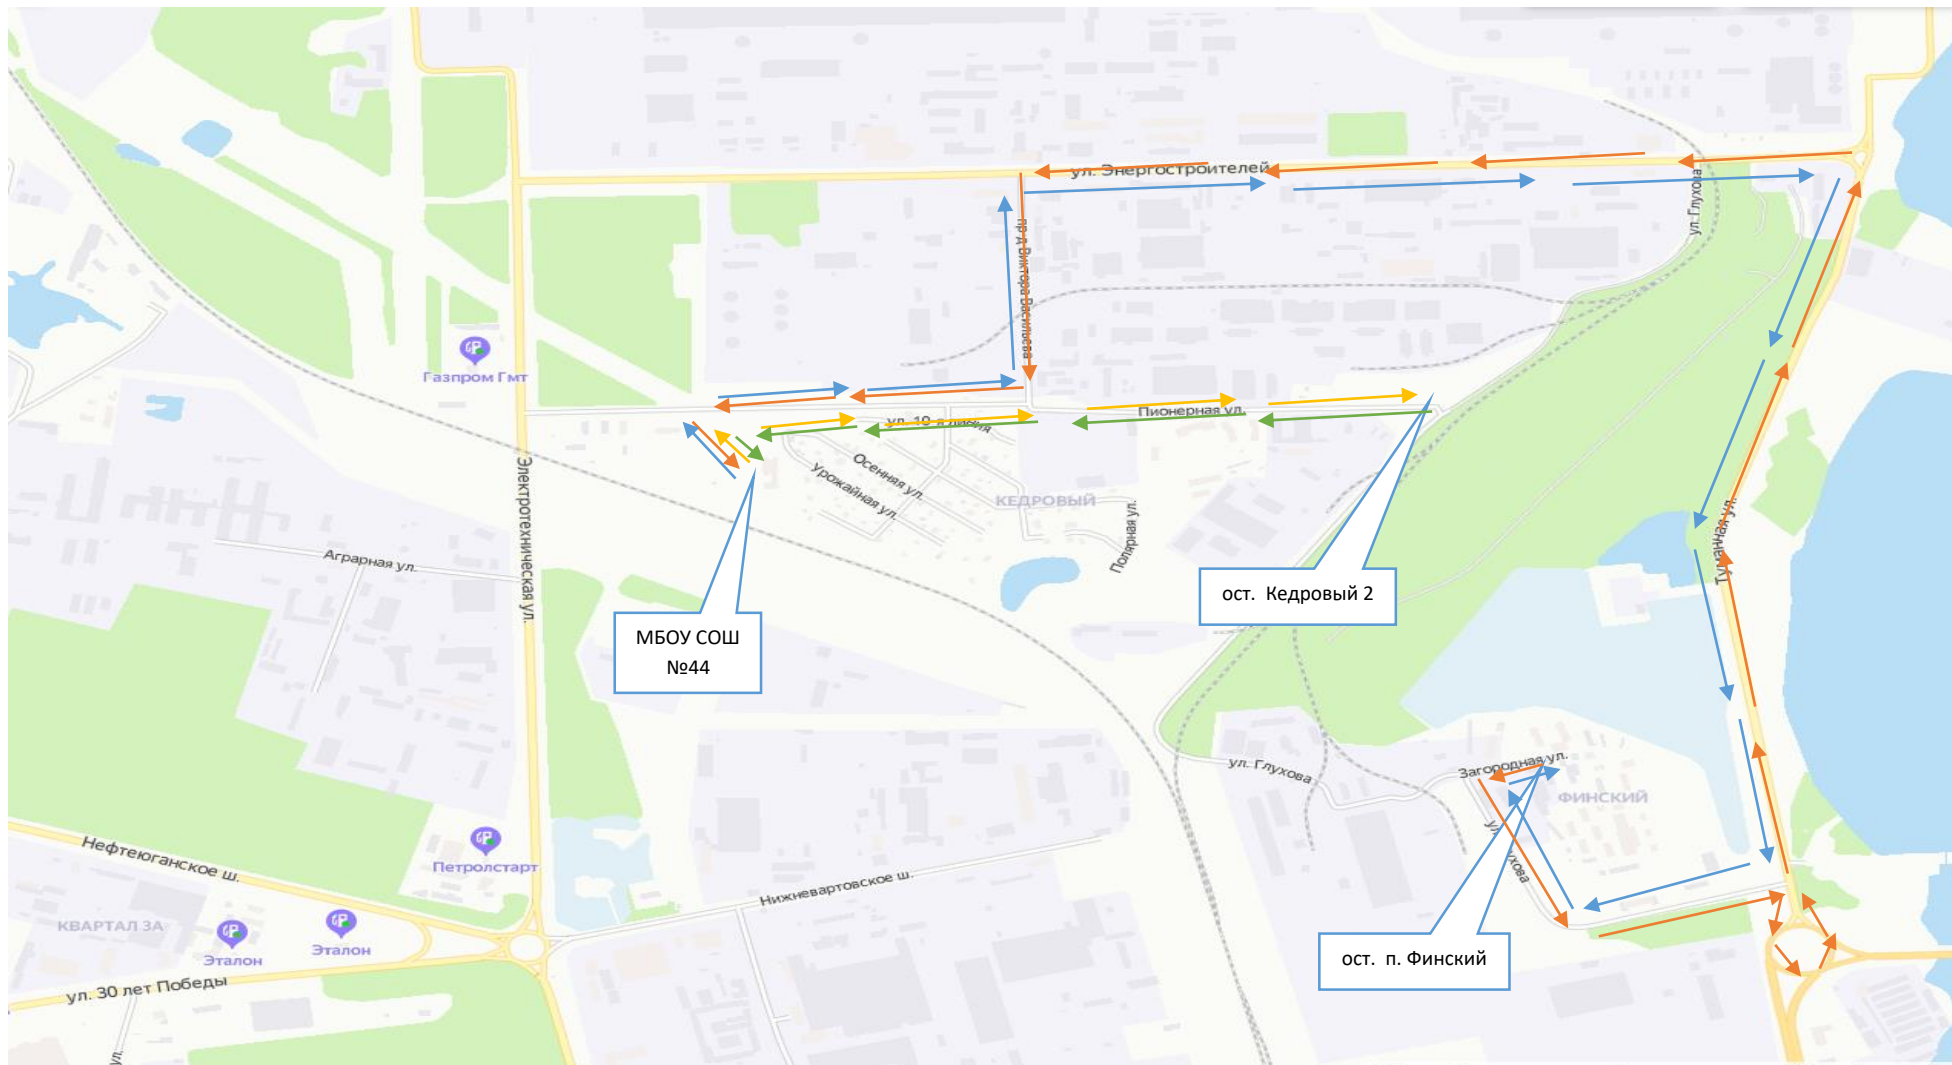 ул. Энергостроителей
ул. Глухова
пр-д Виктора Васильева
Газпром Гмт
Пионерная ул.
ул. 19-я линия
Осенняя ул.
Урожайная ул.
КЕДРОВЫЙ
Полярная ул.
Электротехническая ул.
Туманная ул.
Аграрная ул.
ост. Кедровый 2
МБОУ СОШ
№44
ул. Глухова
Загородная ул.
ФИНСКИЙ
Нефтеюганское ш.
Петролстарт
Нижневартовское ш.
КВАРТАЛ 3А
Эталон
Эталон
ост. п. Финский
ул. 30 лет Победы
ул.